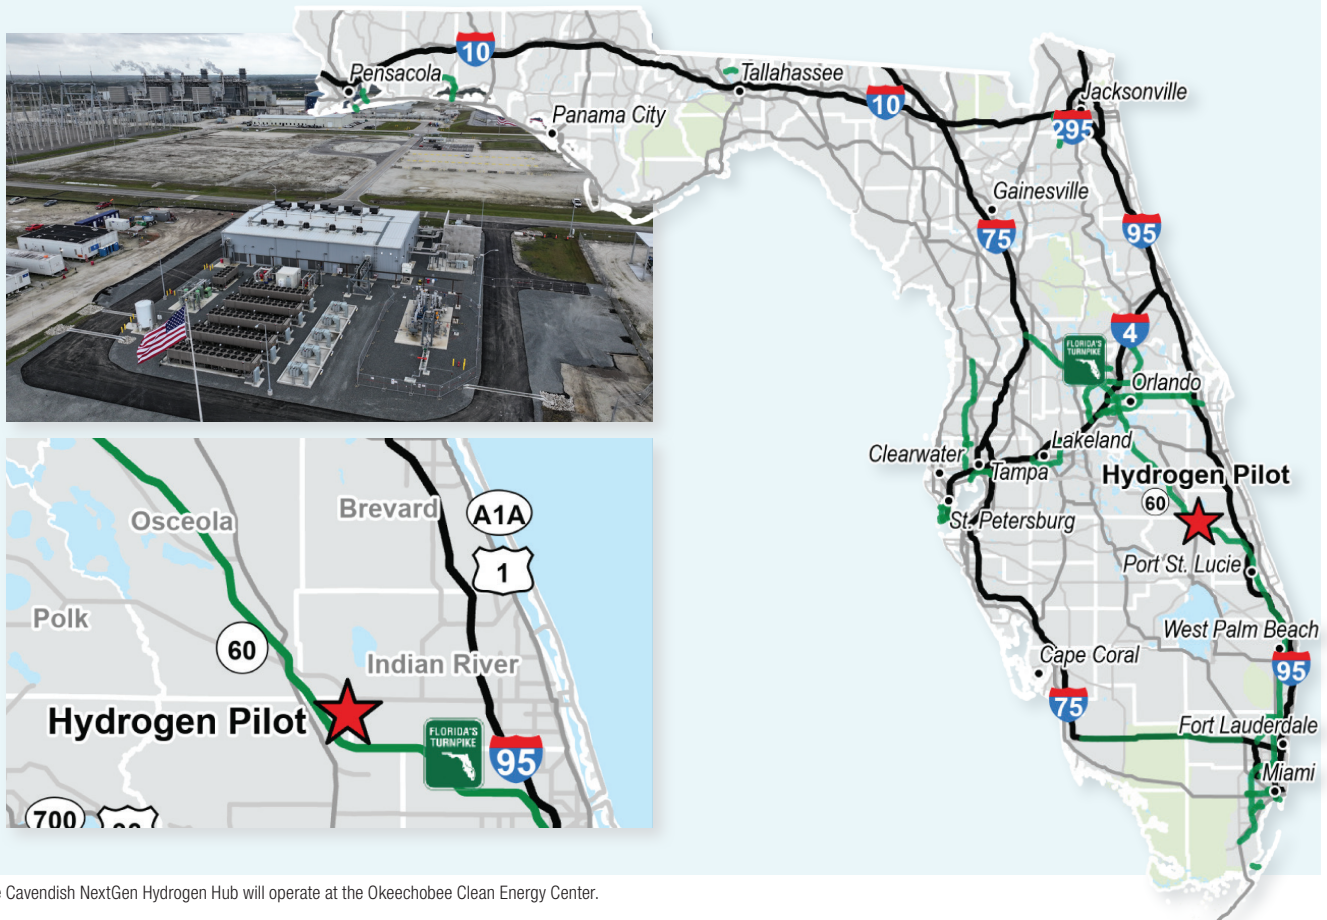 10
Pensacola
Tallahassee
Panama City
10
Jacksonville
295
Gainesville
75
95
4
FLORIDA'S
TURNPIKE
Orlando
Lakeland
Clearwater
Tampa
Hydrogen Pilot
60
St. Petersburg
Port St. Lucie
West Palm Beach
Cape Coral
95
75
Fort Lauderdale
Miami
Osceola
Brevard
A1A
1
Polk
60
Indian River
Hydrogen Pilot
FLORIDA'S
TURNPIKE
95
700
Cavendish NextGen Hydrogen Hub will operate at the Okeechobee Clean Energy Center.